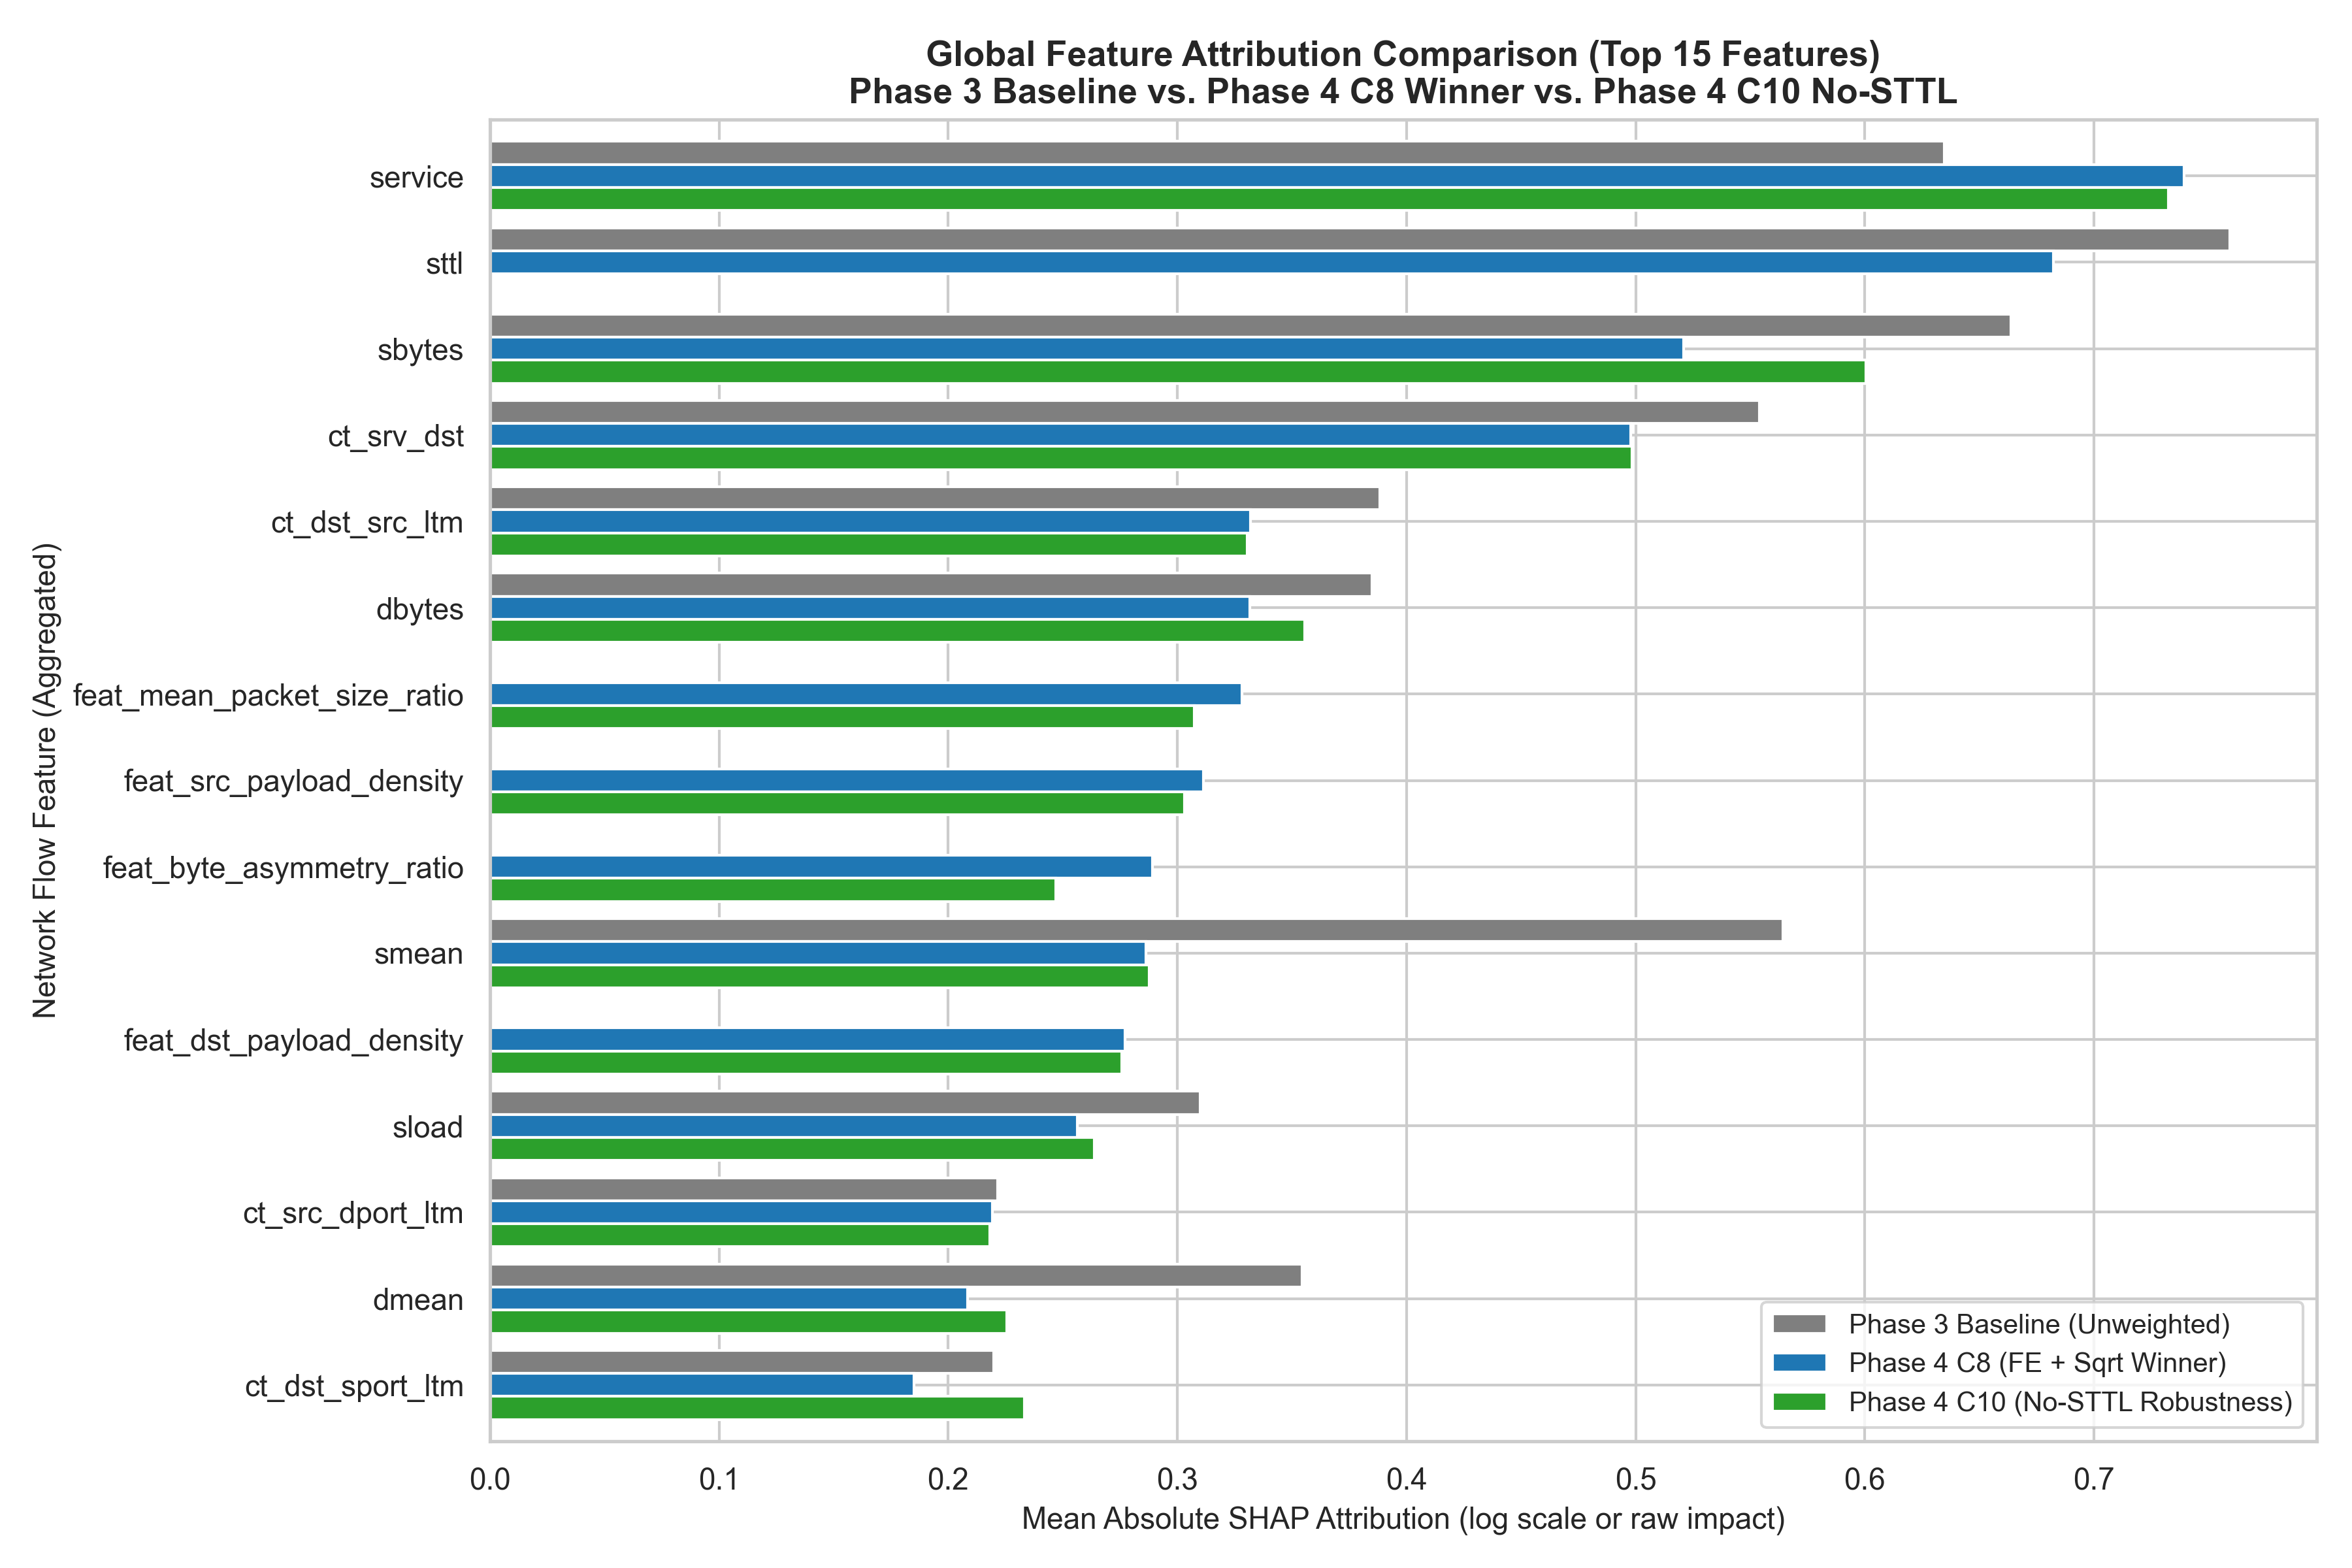 Global Feature Attribution Comparison (Top 15 Features)
Phase 3 Baseline vs. Phase 4 C8 Winner vs. Phase 4 C10 No-STTL
Network Flow Feature (Aggregated)
service
sttl
sbytes
ct_srv_dst
ct_dst_src_ltm
dbytes
feat_mean_packet_size_ratio
feat_src_payload_density
feat_byte_asymmetry_ratio
smean
feat_dst_payload_density
sload
ct_src_dport_ltm
dmean
ct_dst_sport_ltm
Phase 3 Baseline (Unweighted)
Phase 4 C8 (FE + Sqrt Winner)
Phase 4 C10 (No-STTL Robustness)
0.0 0.1 0.2 0.3 0.4 0.5 0.6 0.7
Mean Absolute SHAP Attribution (log scale or raw impact)